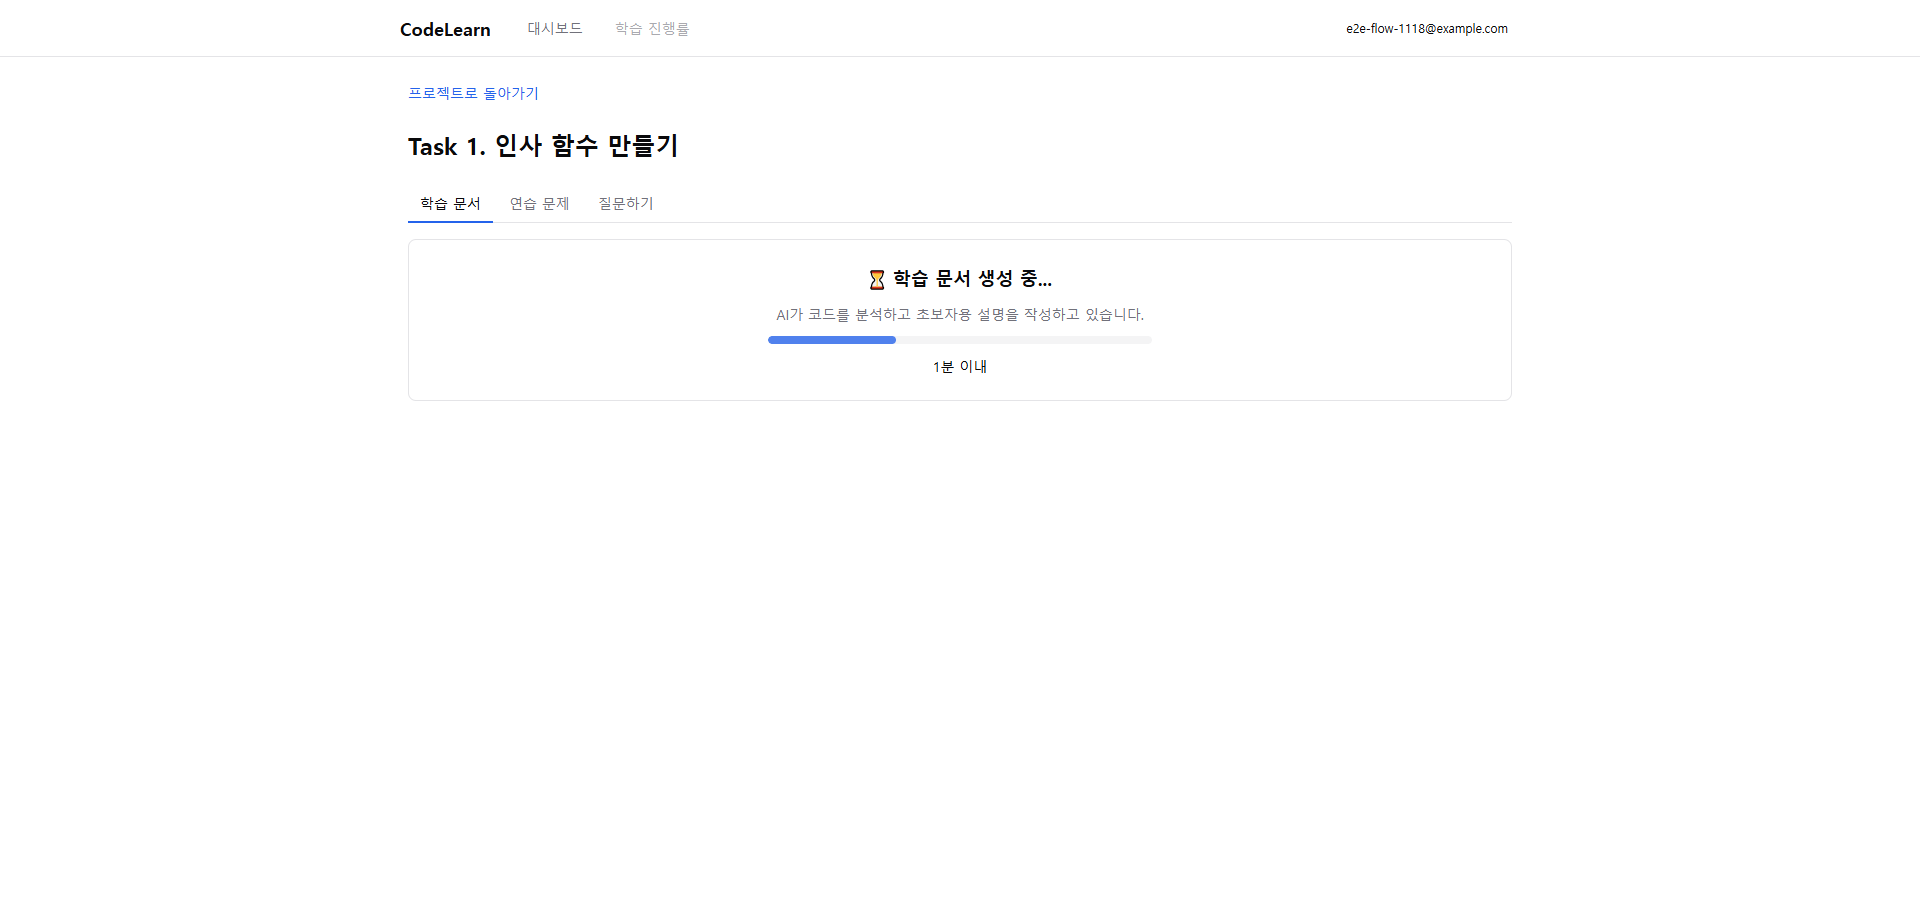 CodeLearn 대시보드 학습 진행률 e2e-flow-1118@example.com
프로젝트로 돌아가기
Task 1. 인사 함수 만들기
학습 문서 연습 문제 질문하기
⏳ 학습 문서 생성 중...
AI가 코드를 분석하고 초보자용 설명을 작성하고 있습니다.
1분 이내